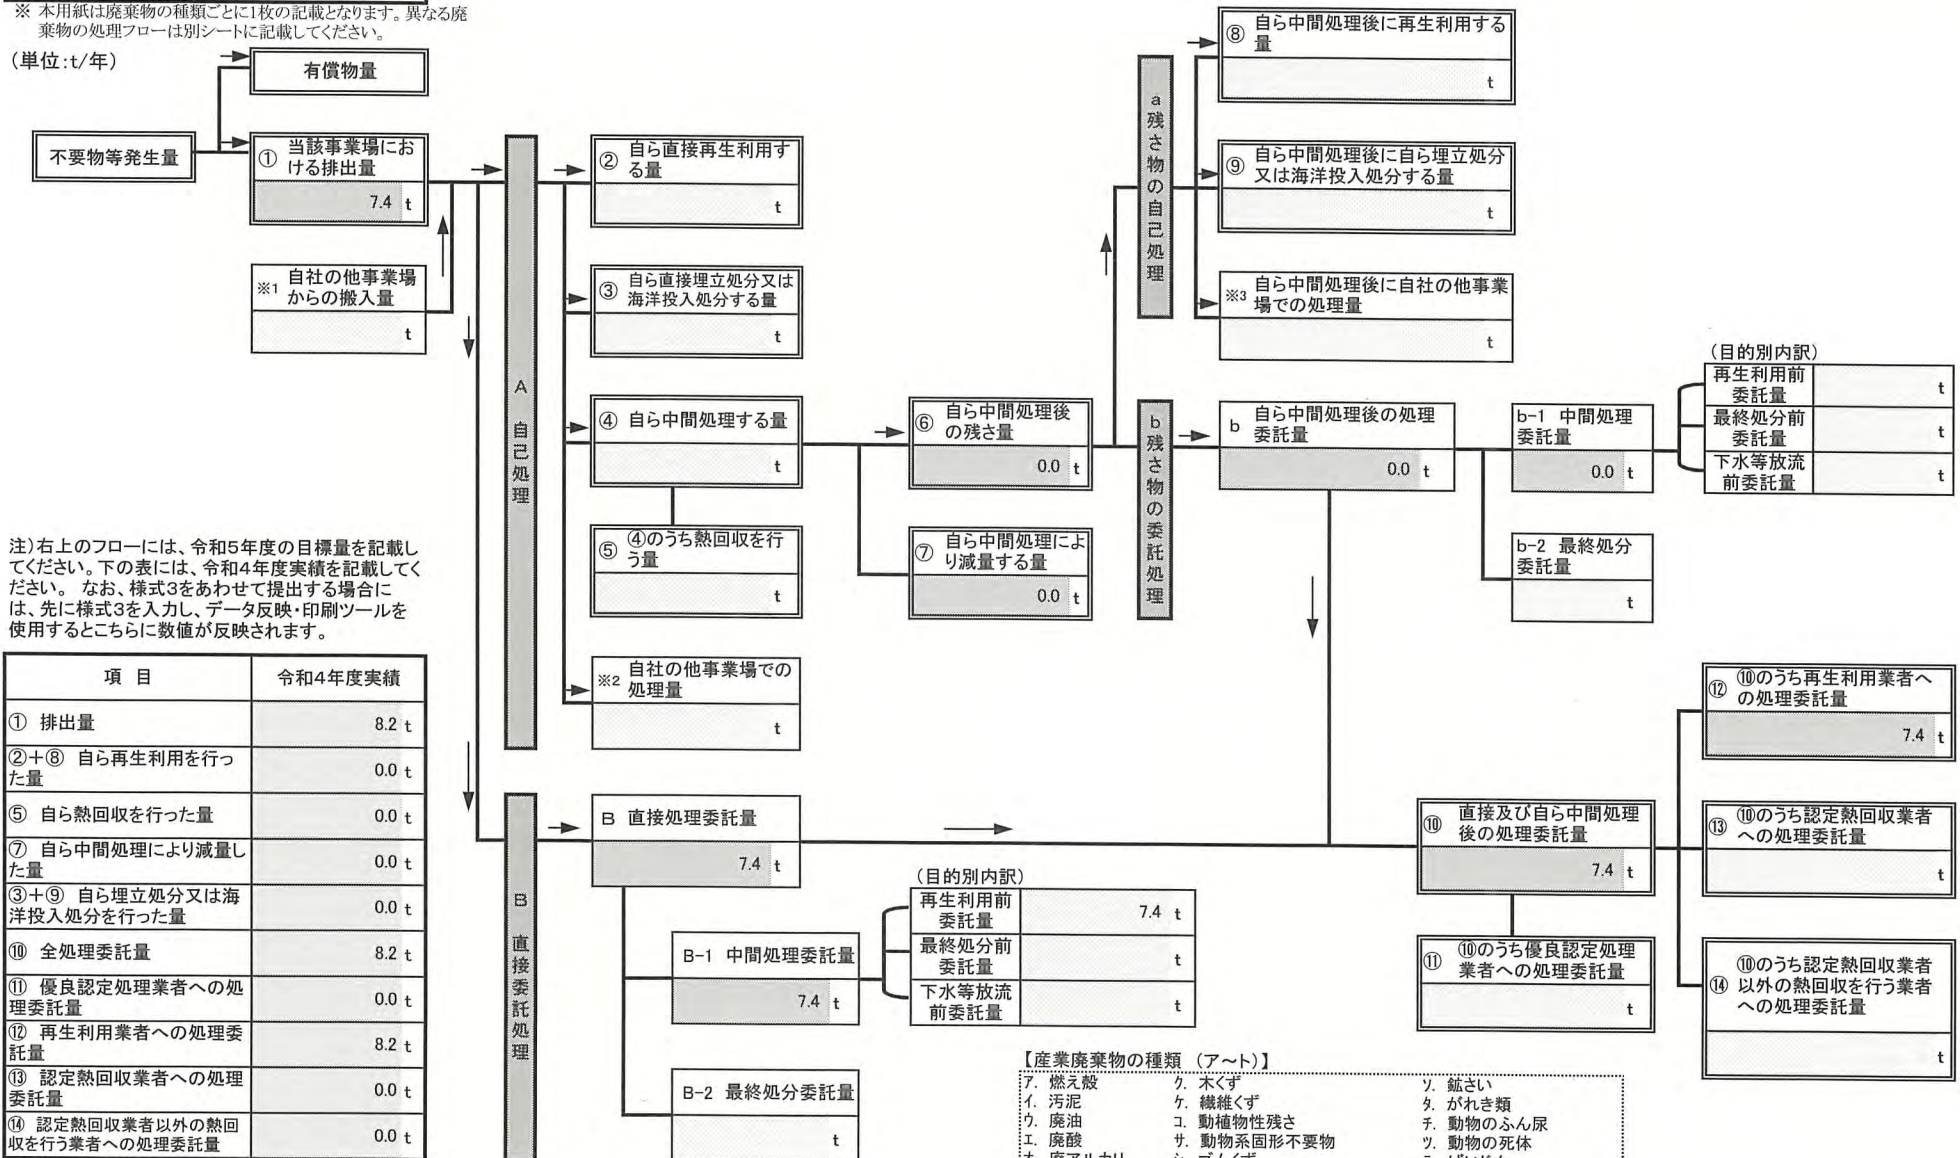 ※ 本用紙は廃棄物の種類ごとに1枚の記載となります。異なる廃
棄物の処理フローは別シートに記載してください。
(単位:t/年)
有償物量
不要物等発生量
① 当該事業場にお
ける排出量
7.4 t
※1 自社の他事業場
からの搬入量
t
A 自己処理
② 自ら直接再生利用す
る量
t
③ 自ら直接埋立処分又は
海洋投入処分する量
t
④ 自ら中間処理する量
t
⑤ ④のうち熱回収を行
う量
t
※2 自社の他事業場での
処理量
t
⑥ 自ら中間処理後
の残さ量
0.0 t
⑦ 自ら中間処理によ
り減量する量
0.0 t
a 残さ物の自己処理
⑧ 自ら中間処理後に再生利用する
量
t
⑨ 自ら中間処理後に自ら埋立処分
又は海洋投入処分する量
t
※3 自ら中間処理後に自社の他事業
場での処理量
t
b 残さ物の委託処理
b 自ら中間処理後の処理
委託量
0.0 t
b-1 中間処理
委託量
0.0 t
(目的別内訳)
再生利用前
委託量
t
最終処分前
委託量
t
下水等放流
前委託量
t
b-2 最終処分
委託量
t
注)右上のフローには、令和5年度の目標量を記載し
てください。下の表には、令和4年度実績を記載してく
ださい。 なお、様式3をあわせて提出する場合に
は、先に様式3を入力し、データ反映・印刷ツールを
使用するとこちらに数値が反映されます。
項 目 令和4年度実績
① 排出量 8.2 t
②+⑧ 自ら再生利用を行っ
た量 0.0 t
⑤ 自ら熱回収を行った量 0.0 t
⑦ 自ら中間処理により減量し
た量 0.0 t
③+⑨ 自ら埋立処分又は海
洋投入処分を行った量 0.0 t
⑩ 全処理委託量 8.2 t
⑪ 優良認定処理業者への処
理委託量 0.0 t
⑫ 再生利用業者への処理委
託量 8.2 t
⑬ 認定熱回収業者への処理
委託量 0.0 t
⑭ 認定熱回収業者以外の熱回
収を行う業者への処理委託量 0.0 t
B 直接委託処理
B 直接処理委託量
7.4 t
B-1 中間処理委託量
7.4 t
(目的別内訳)
再生利用前
委託量
7.4 t
最終処分前
委託量
t
下水等放流
前委託量
t
B-2 最終処分委託量
t
⑩ 直接及び自ら中間処理
後の処理委託量
7.4 t
⑪ ⑩のうち優良認定処理
業者への処理委託量
t
⑫ ⑩のうち再生利用業者へ
の処理委託量
7.4 t
⑬ ⑩のうち認定熱回収業者
への処理委託量
t
⑭ ⑩のうち認定熱回収業者
以外の熱回収を行う業者
への処理委託量
t
【産業廃棄物の種類 (ア~ト)】
ア. 燃え殻 ク. 木くず ソ. 鉱さい
イ. 汚泥 ケ. 繊維くず タ. がれき類
ウ. 廃油 コ. 動植物性残さ チ. 動物のふん尿
エ. 廃酸 サ. 動物系固形不要物 ツ. 動物の死体